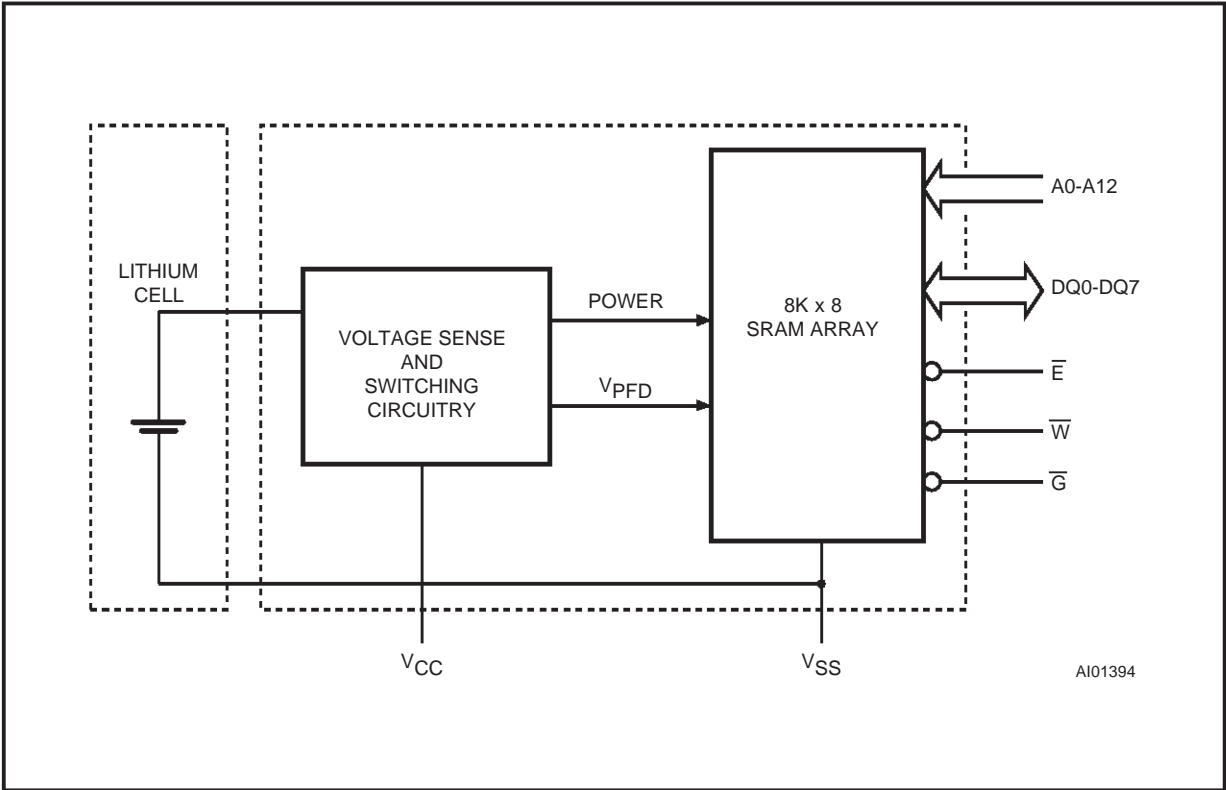 A0-A12
LITHIUM
CELL
DQ0-DQ7
POWER
8K x 8
SRAM ARRAY
VOLTAGE SENSE
AND
SWITCHING
CIRCUITRY
VPFD
E̅
W̅
G̅
VCC
VSS
AI01394